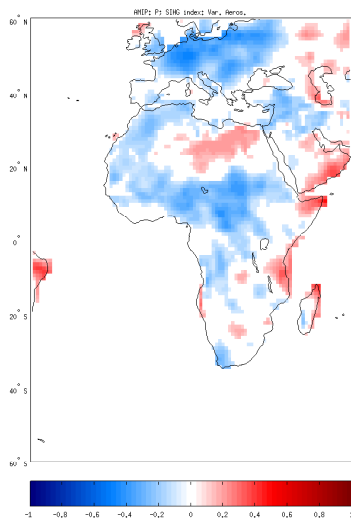 AMIP: P: SIHG index: Var. Aeros.
60° N
40° N
20° N
0°
20° S
40° S
60° S
-1 -0.8 -0.6 -0.4 -0.2 0 0.2 0.4 0.6 0.8 1